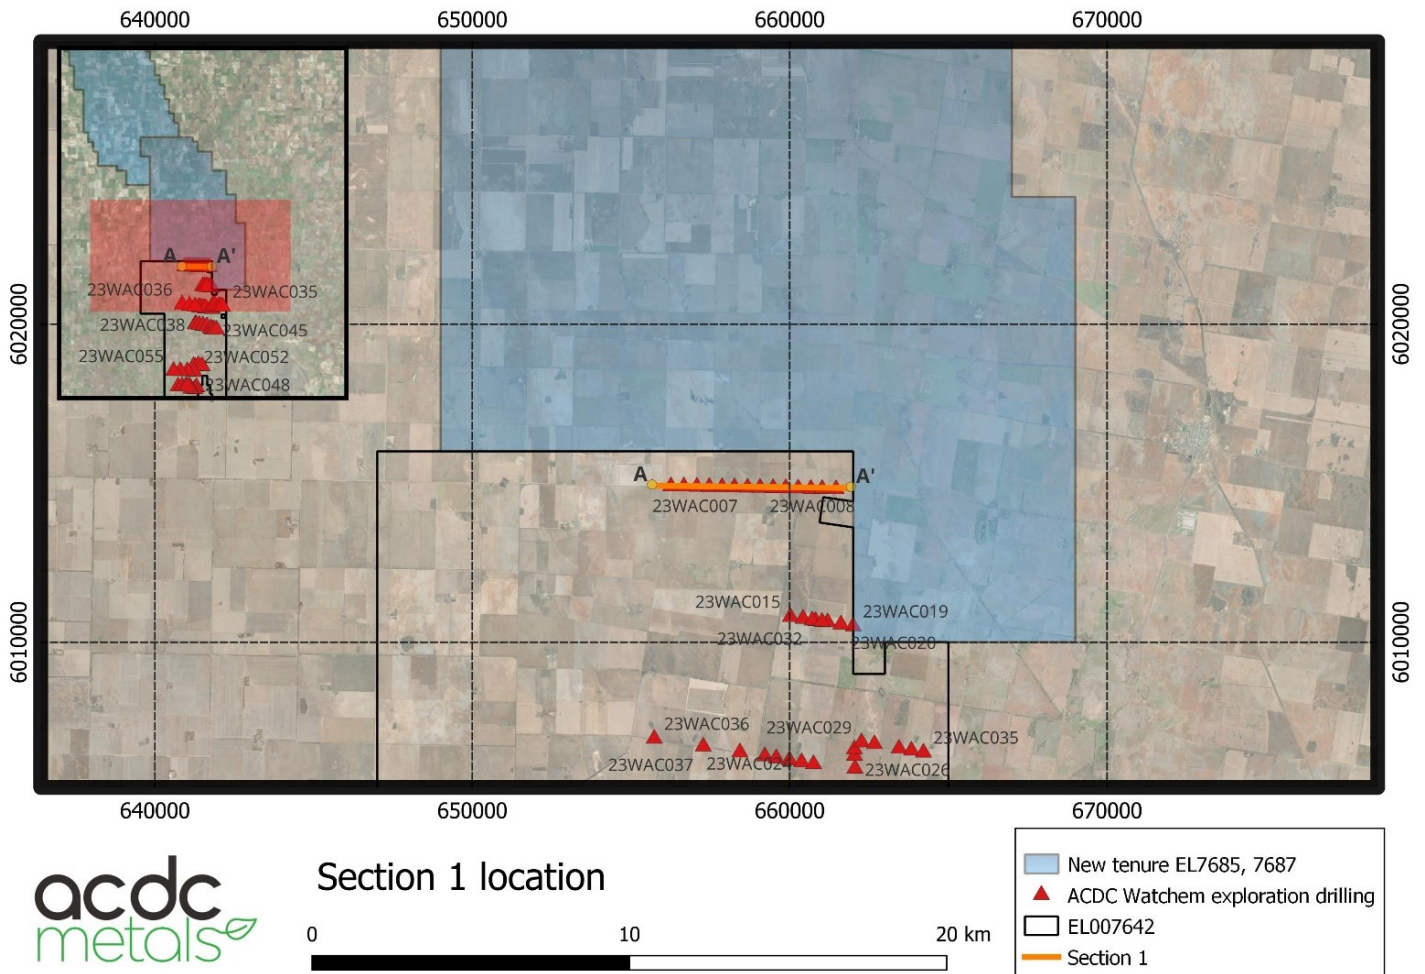 640000 650000 660000 670000
A A'
23WAC036 23WAC035
23WAC038 23WAC045
23WAC055 23WAC052
23WAC048
6020000 6020000
A A'
23WAC007 23WAC008
23WAC015 23WAC019
23WAC032 23WAC020
6010000 6010000
23WAC036 23WAC029 23WAC035
23WAC037 23WAC024 23WAC026
640000 650000 660000 670000
acdc
metals
Section 1 location
0 10 20 km
New tenure EL7685, 7687
ACDC Watchem exploration drilling
EL007642
Section 1